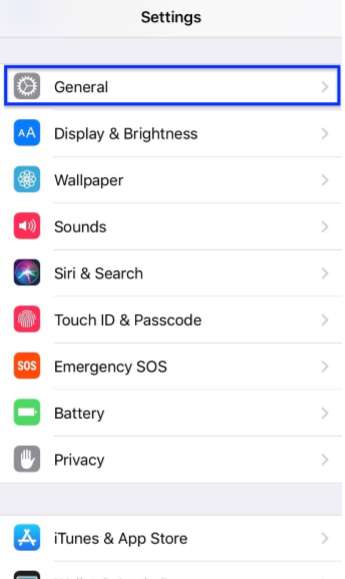 Settings
General
AA Display & Brightness
Wallpaper
Sounds
Siri & Search
Touch ID & Passcode
SOS Emergency SOS
Battery
Privacy
iTunes & App Store